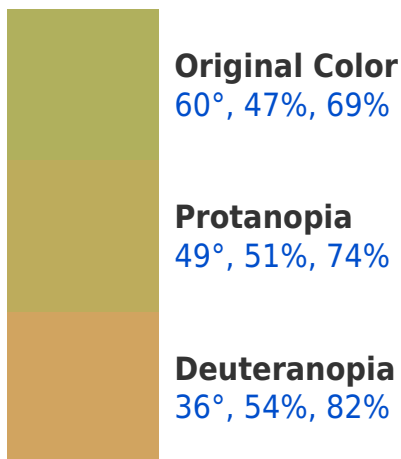 Original Color
60°, 47%, 69%
Protanopia
49°, 51%, 74%
Deuteranopia
36°, 54%, 82%